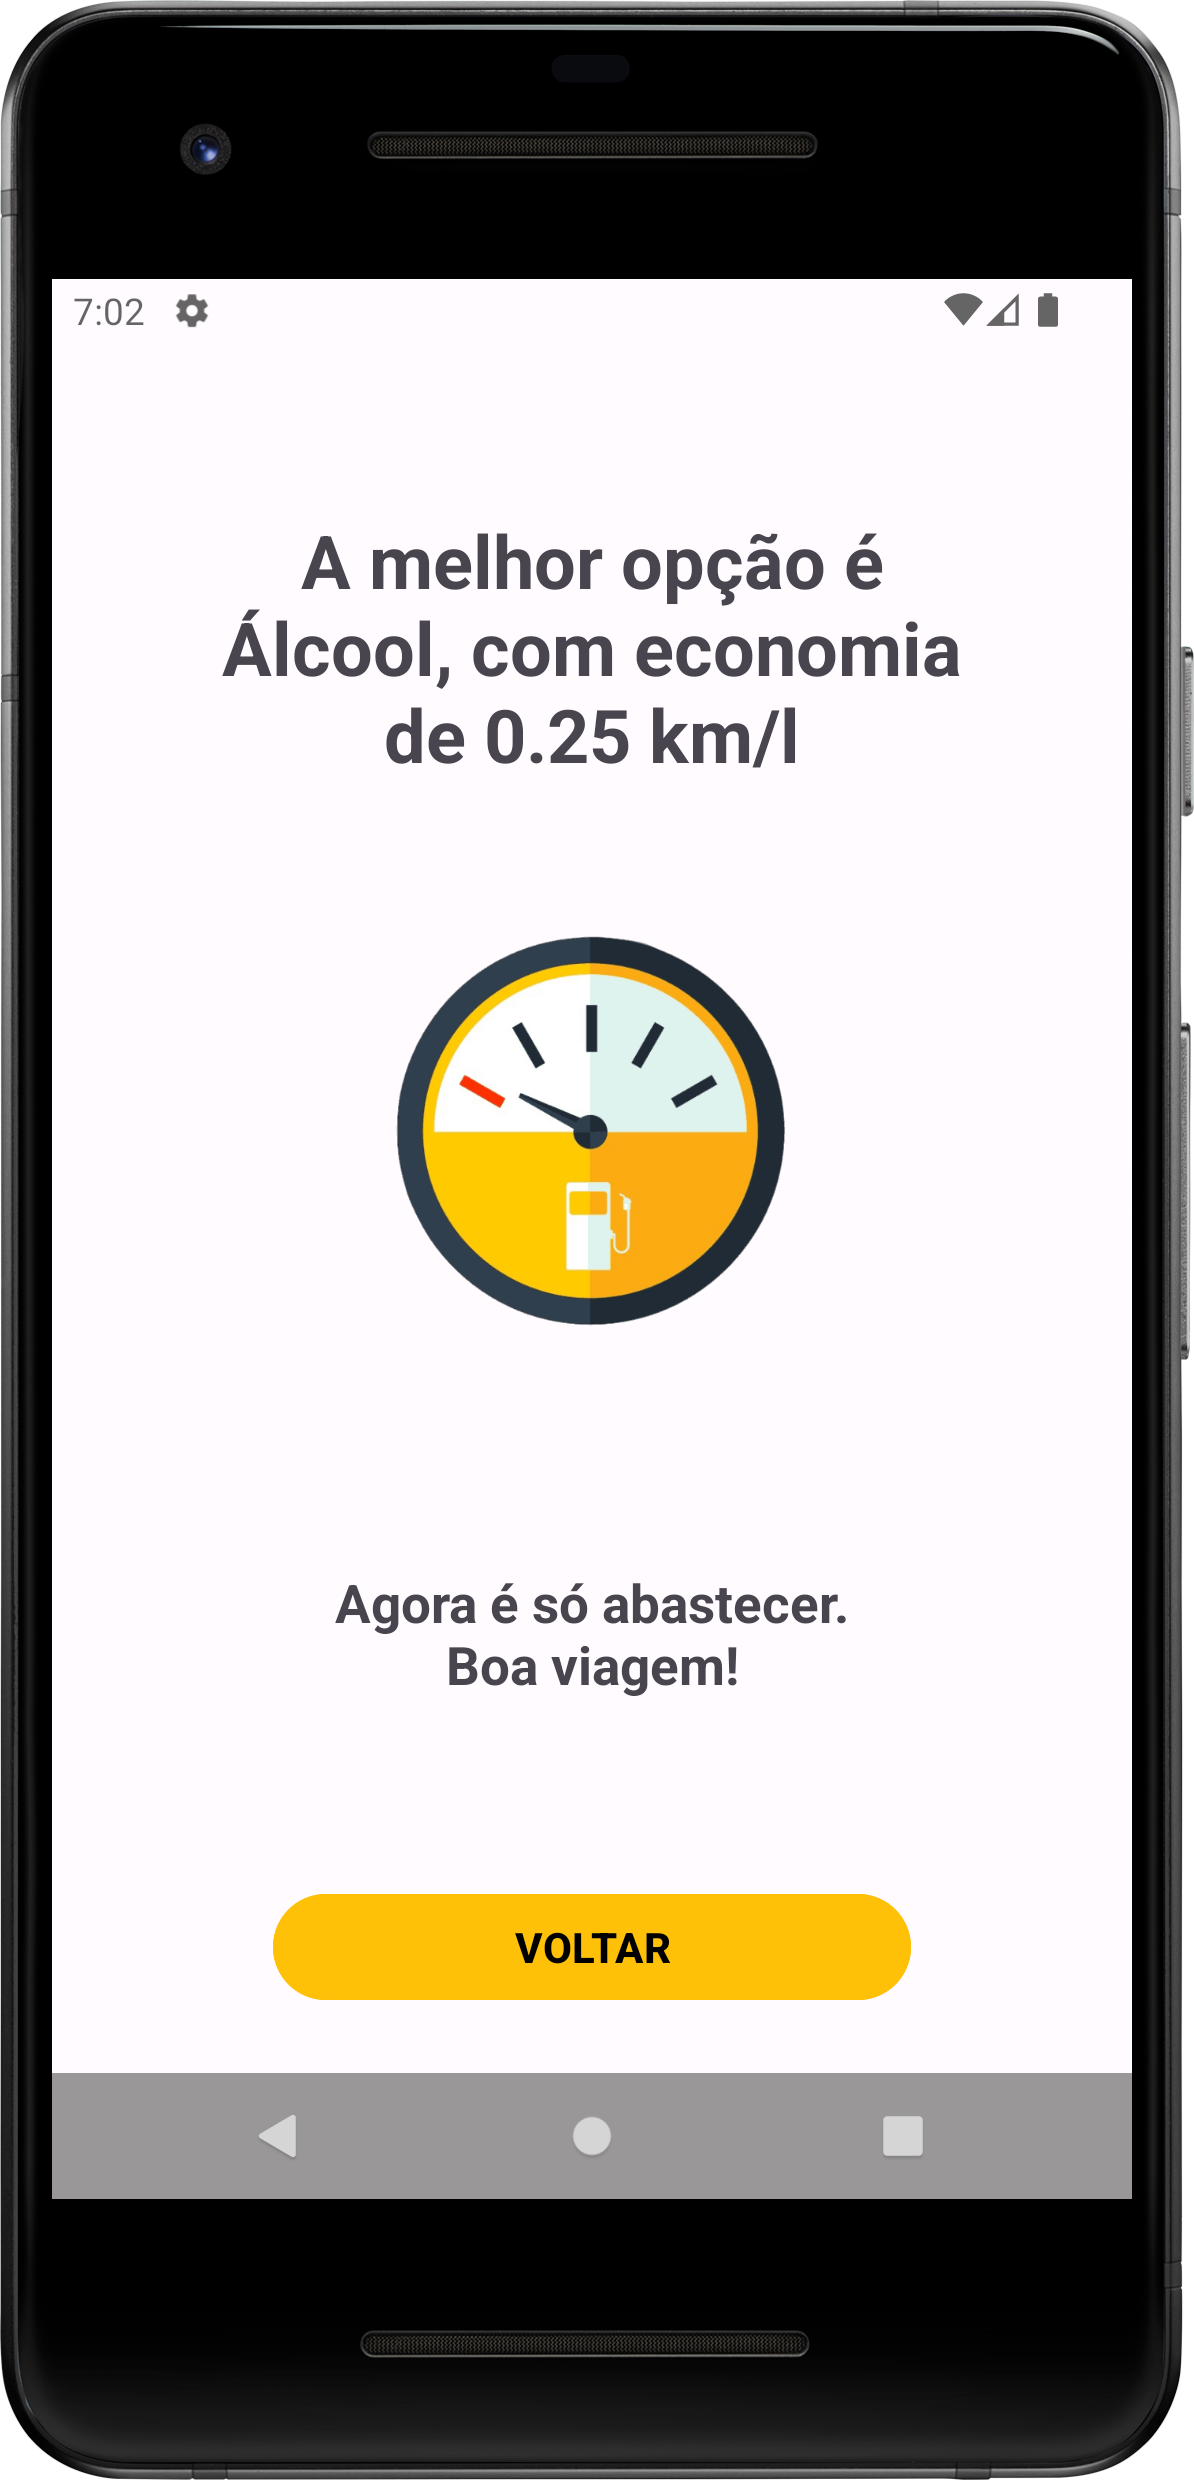 7:02
A melhor opção é
Álcool, com economia
de 0.25 km/l
Agora é só abastecer.
Boa viagem!
VOLTAR